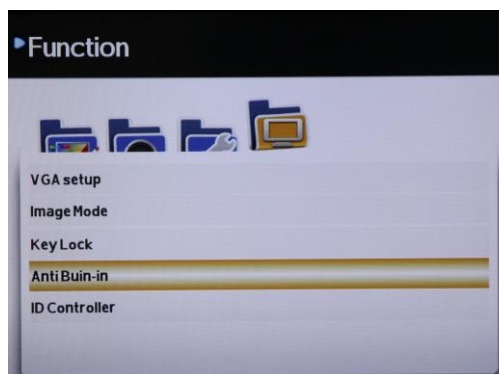 Function
VGA setup
Image Mode
Key Lock
Anti Buin-in
ID Controller